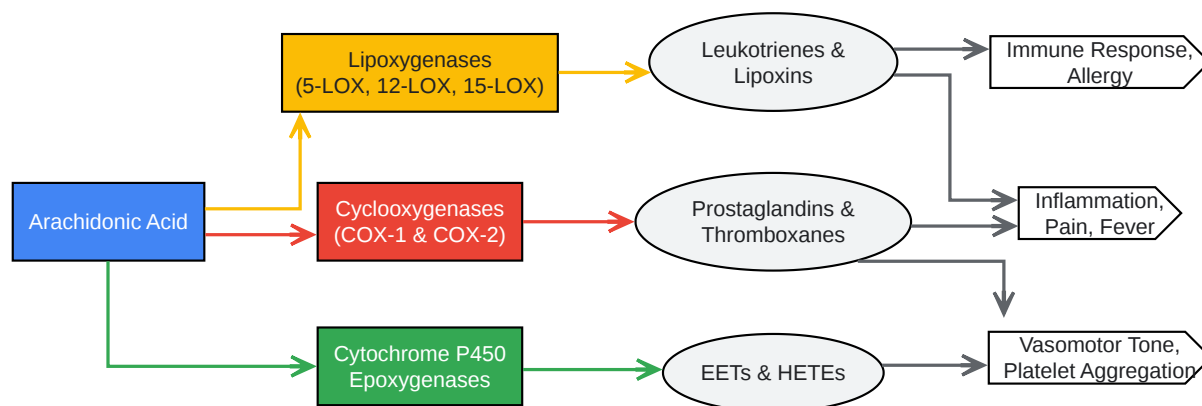 Lipoxygenases
(5-LOX, 12-LOX, 15-LOX)
Leukotrienes &
Lipoxins
Immune Response,
Allergy
Arachidonic Acid
Cyclooxygenases
(COX-1 & COX-2)
Prostaglandins &
Thromboxanes
Inflammation,
Pain, Fever
Cytochrome P450
Epoxygenases
EETs & HETEs
Vasomotor Tone,
Platelet Aggregation